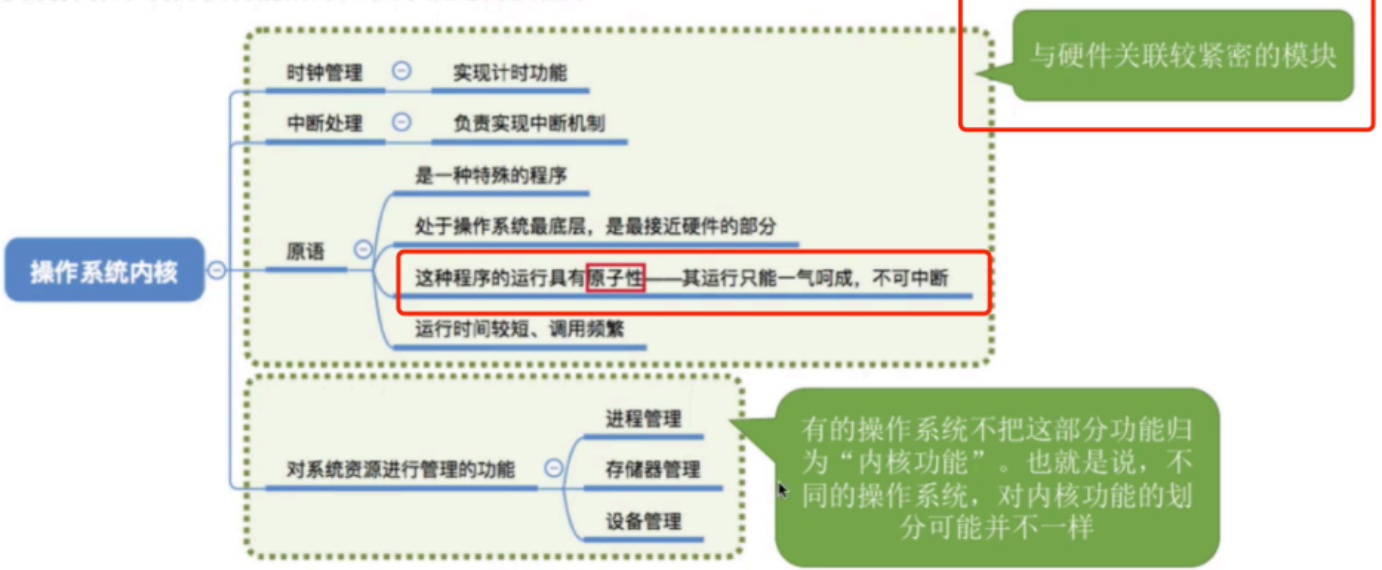 与硬件关联较紧密的模块
时钟管理 实现计时功能
中断处理 负责实现中断机制
是一种特殊的程序
处于操作系统最底层，是最接近硬件的部分
原语
操作系统内核
这种程序的运行具有原子性——其运行只能一气呵成，不可中断
运行时间较短、调用频繁
进程管理
对系统资源进行管理的功能
存储器管理
设备管理
有的操作系统不把这部分功能归
为“内核功能”。也就是说，不
同的操作系统，对内核功能的划
分可能并不一样